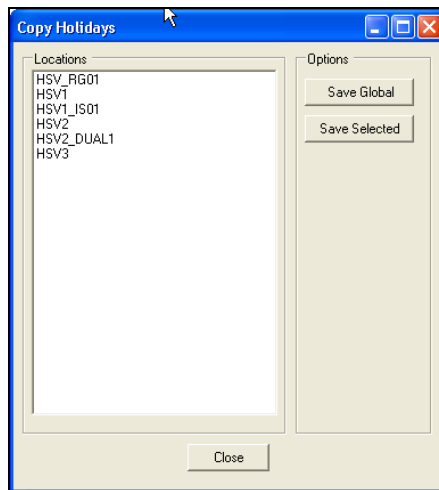 Copy Holidays
Locations
HSV_RG01
HSV1
HSV1_IS01
HSV2
HSV2_DUAL1
HSV3
Options
Save Global
Save Selected
Close